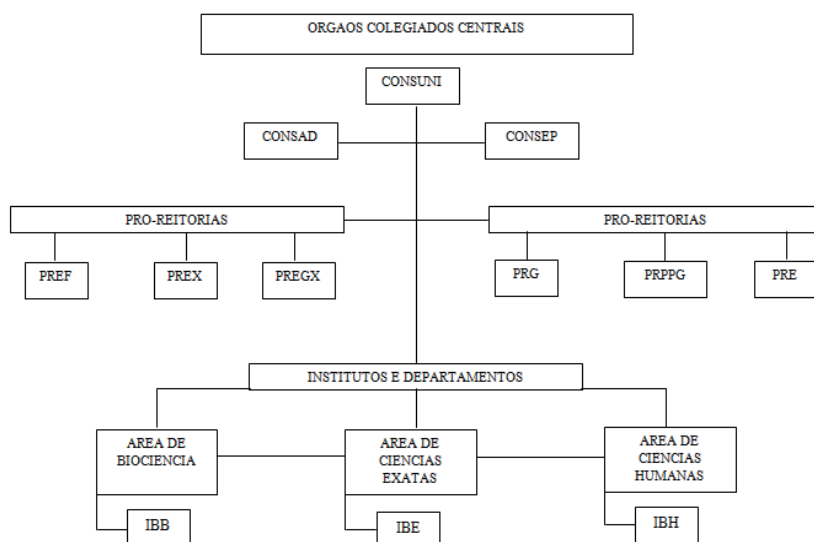 ORGAOS COLEGIADOS CENTRAIS
CONSUNI
CONSAD
CONSEP
PRO-REITORIAS
PRO-REITORIAS
PREF
PREX
PREGX
PRG
PRPPG
PRE
INSTITUTOS E DEPARTAMENTOS
AREA DE
BIOCIENCIA
AREA DE
CIENCIAS
EXATAS
AREA DE
CIENCIAS
HUMANAS
IBB
IBE
IBH